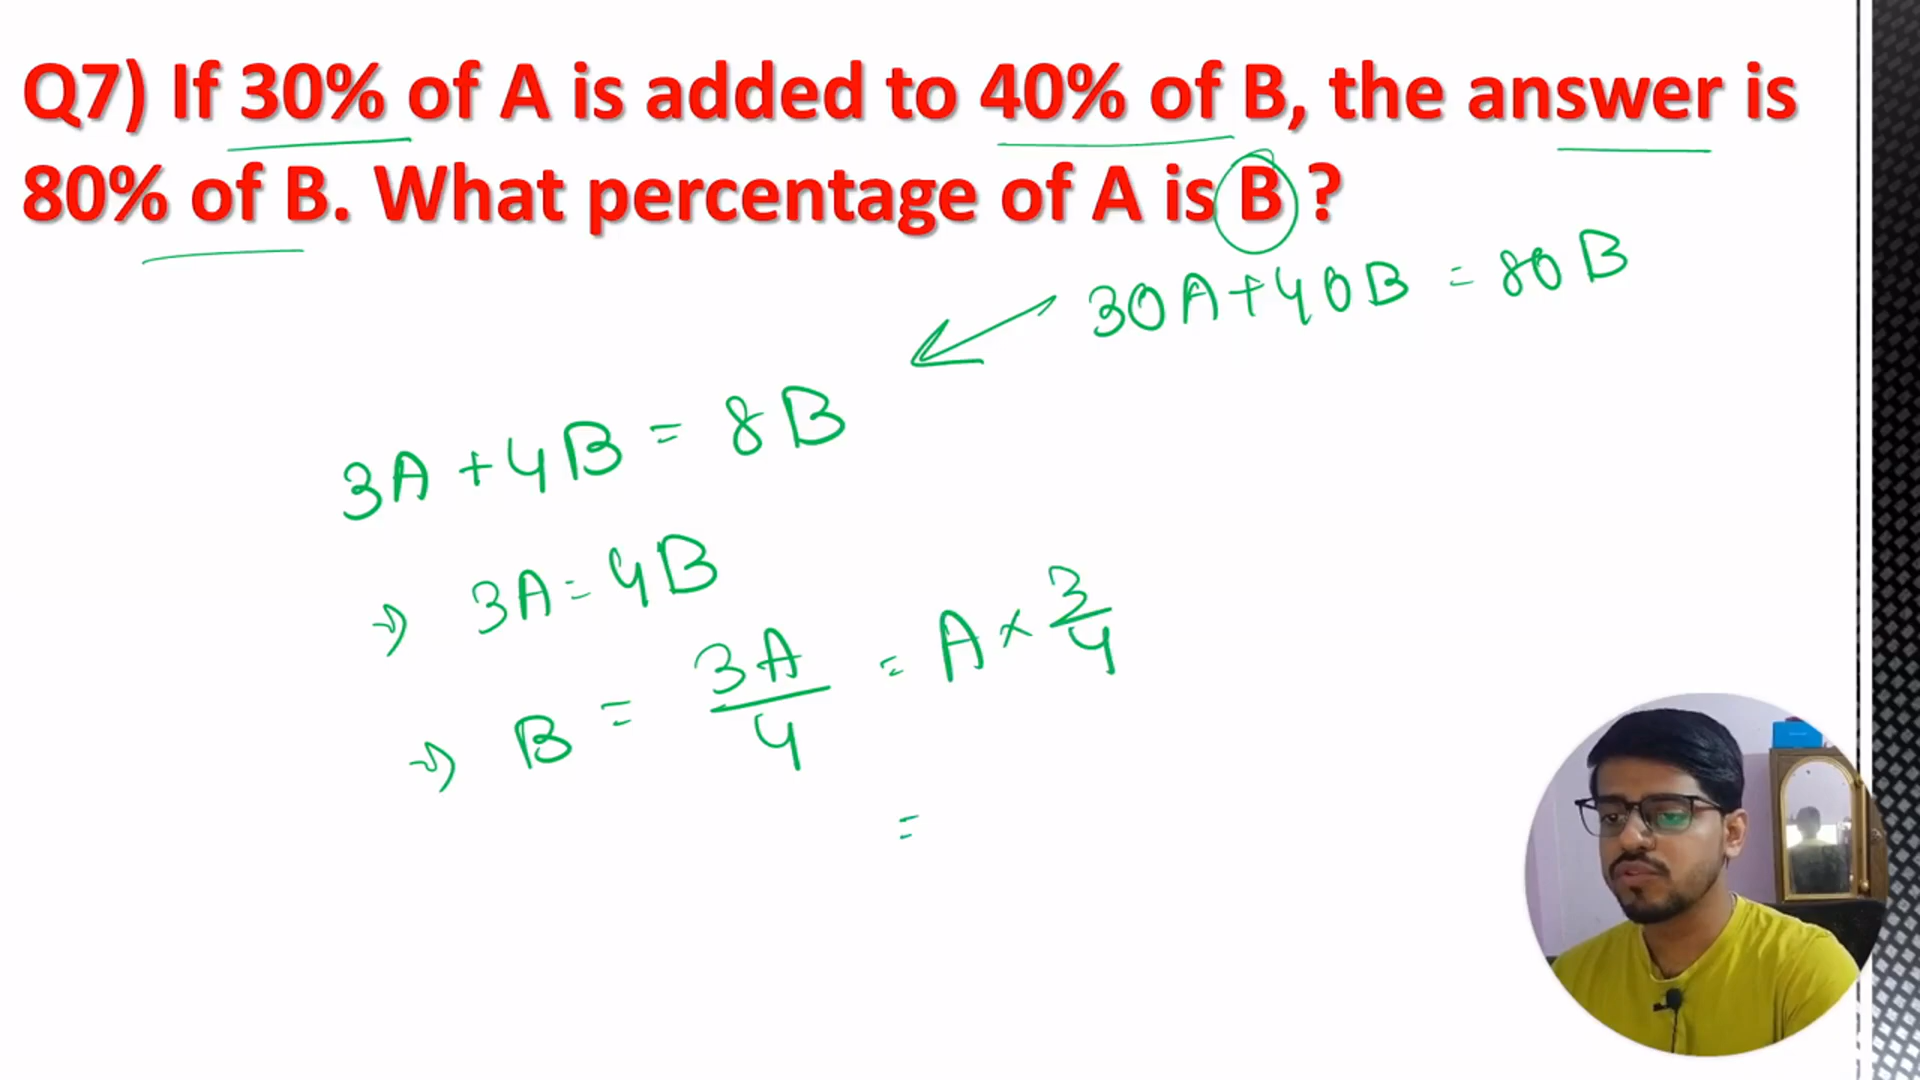 Q7) If 30% of A is added to 40% of B, the answer is
80% of B. What percentage of A is B ?
30A+40B = 80B
3A + 4B = 8B
⇒ 3A = 4B
⇒ B = 3A/4 = A × 3/4
=